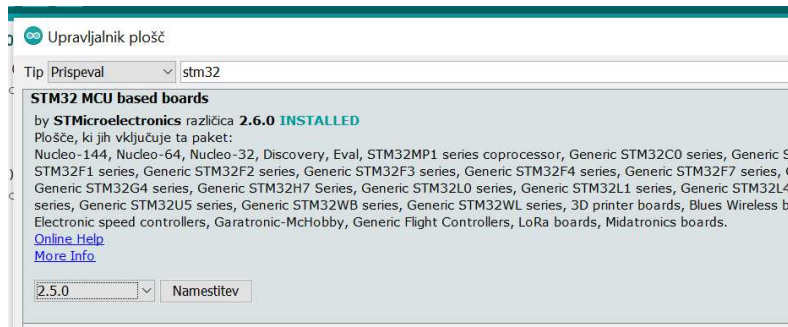 Upravljalnik plošč
Tip Prispeval stm32
STM32 MCU based boards
by STMicroelectronics različica 2.6.0 INSTALLED
Plošče, ki jih vključuje ta paket:
Nucleo-144, Nucleo-64, Nucleo-32, Discovery, Eval, STM32MP1 series coprocessor, Generic STM32C0 series, Generic
STM32F1 series, Generic STM32F2 series, Generic STM32F3 series, Generic STM32F4 series, Generic STM32F7 series,
Generic STM32G4 series, Generic STM32H7 Series, Generic STM32L0 series, Generic STM32L1 series, Generic STM32L4
series, Generic STM32U5 series, Generic STM32WB series, Generic STM32WL series, 3D printer boards, Blues Wireless
Electronic speed controllers, Garatronic-McHobby, Generic Flight Controllers, LoRa boards, Midatronics boards.
Online Help
More Info
2.5.0 Namestitev